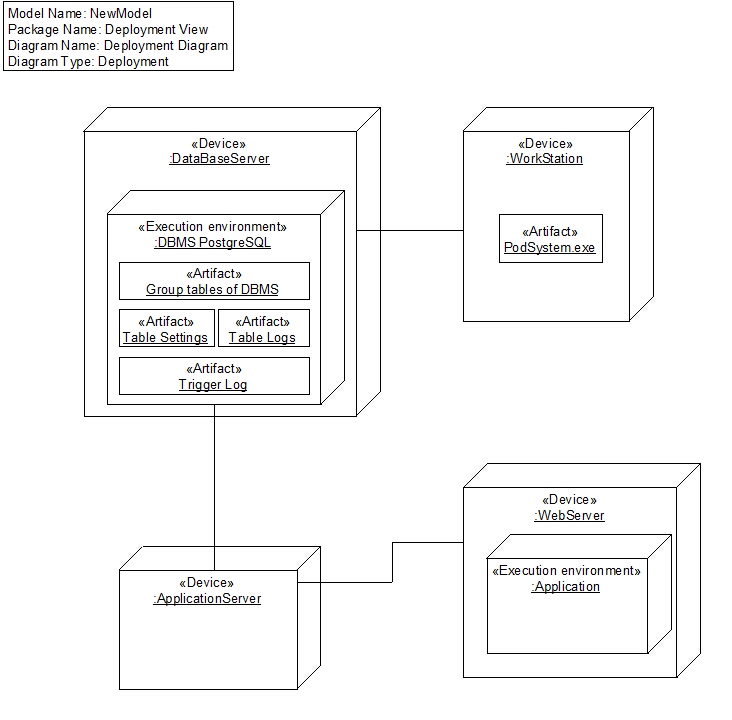 Model Name: NewModel
Package Name: Deployment View
Diagram Name: Deployment Diagram
Diagram Type: Deployment
«Device»
:DataBaseServer
«Execution environment»
:DBMS PostgreSQL
«Artifact»
Group tables of DBMS
«Artifact»
Table Settings
«Artifact»
Table Logs
«Artifact»
Trigger Log
«Device»
:WorkStation
«Artifact»
PodSystem.exe
«Device»
:ApplicationServer
«Device»
:WebServer
«Execution environment»
:Application